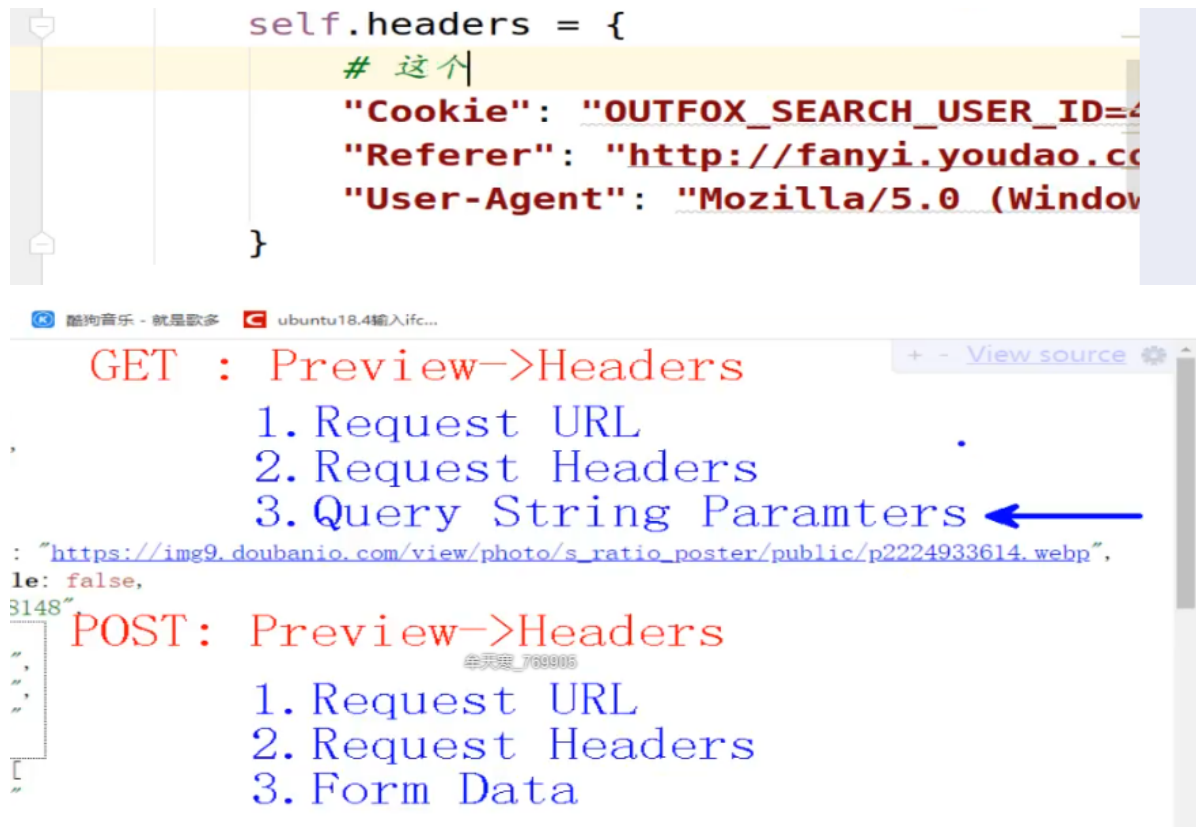 self.headers = {
# 这个
"Cookie": "OUTFOX_SEARCH_USER_ID=4
"Referer": "http://fanyi.youdao.co
"User-Agent": "Mozilla/5.0 (Window
}
酷狗音乐 - 就是歌多 ubuntu18.4输入ifc...
GET : Preview->Headers
+ - View source
1.Request URL
2.Request Headers
3.Query String Paramters
: "https://img9.doubanio.com/view/photo/s_ratio_poster/public/p2224933614.webp",
le: false,
8148",
POST: Preview->Headers
1.Request URL
2.Request Headers
3.Form Data